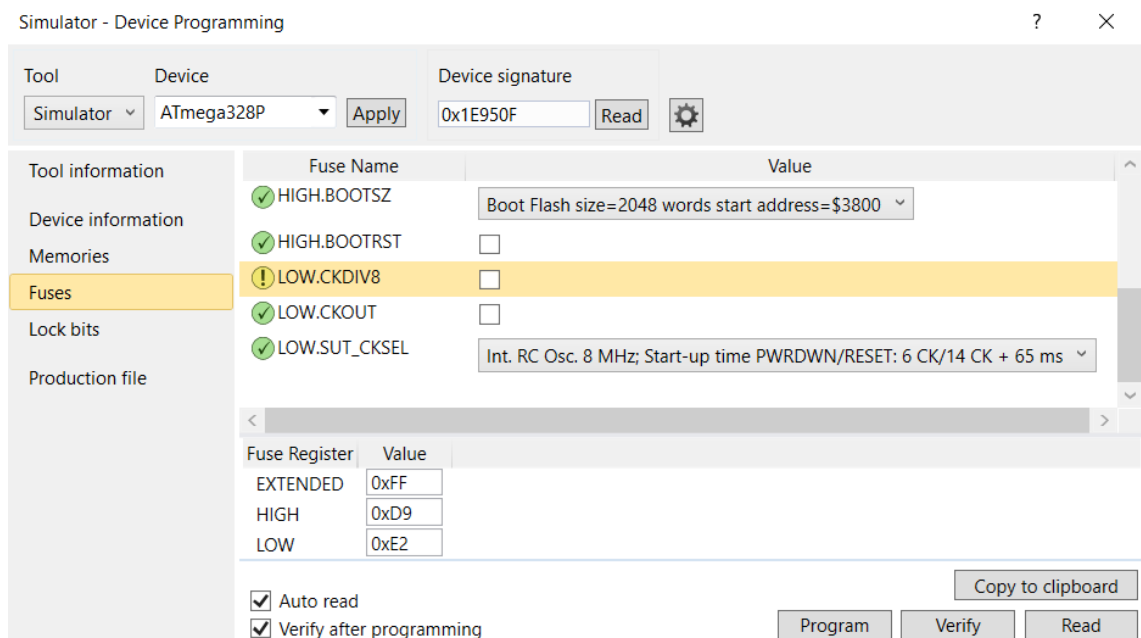 Simulator - Device Programming ? ×
Tool Device Device signature
Simulator ATmega328P Apply 0x1E950F Read
Tool information
Device information
Memories
Fuses
Lock bits
Production file
Fuse Name Value
HIGH.BOOTSZ Boot Flash size=2048 words start address=$3800
HIGH.BOOTRST
LOW.CKDIV8
LOW.CKOUT
LOW.SUT_CKSEL Int. RC Osc. 8 MHz; Start-up time PWRDWN/RESET: 6 CK/14 CK + 65 ms
Fuse Register Value
EXTENDED 0xFF
HIGH 0xD9
LOW 0xE2
Copy to clipboard
Auto read
Verify after programming
Program Verify Read